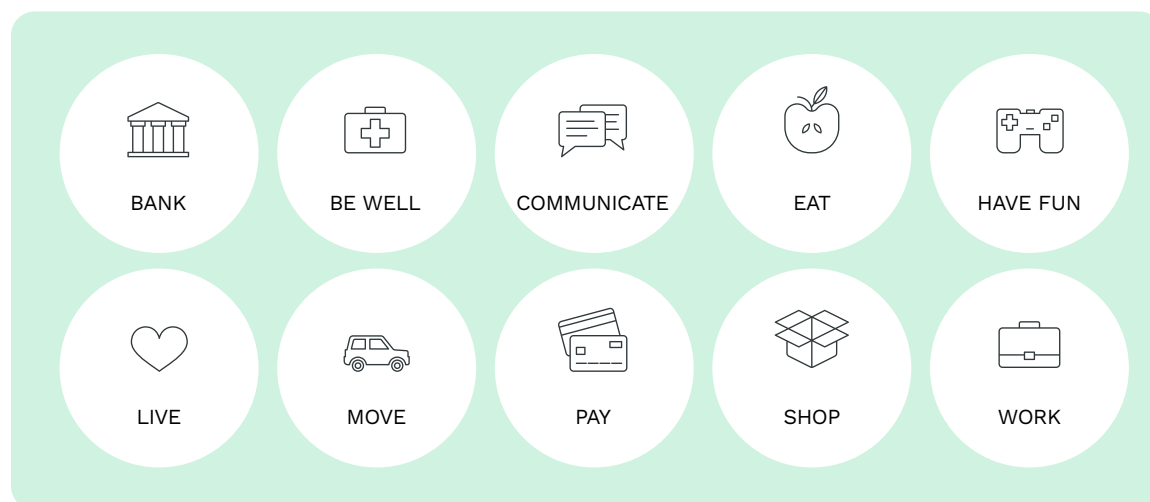 BANK
BE WELL
COMMUNICATE
EAT
HAVE FUN
LIVE
MOVE
PAY
SHOP
WORK